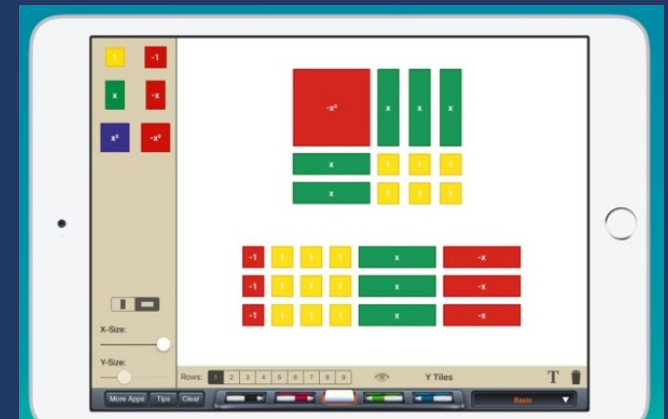 1 -1
x -x
x² -x²
-x² x x x
x 1 1 1
x 1 1 1
-1 1 1 1 x -x
-1 1 1 1 x -x
-1 1 1 1 x -x
X-Size:
Y-Size:
Rows: 1 2 3 4 5 6 7 8 9 Y Tiles T
More Apps Tips Clear Basic